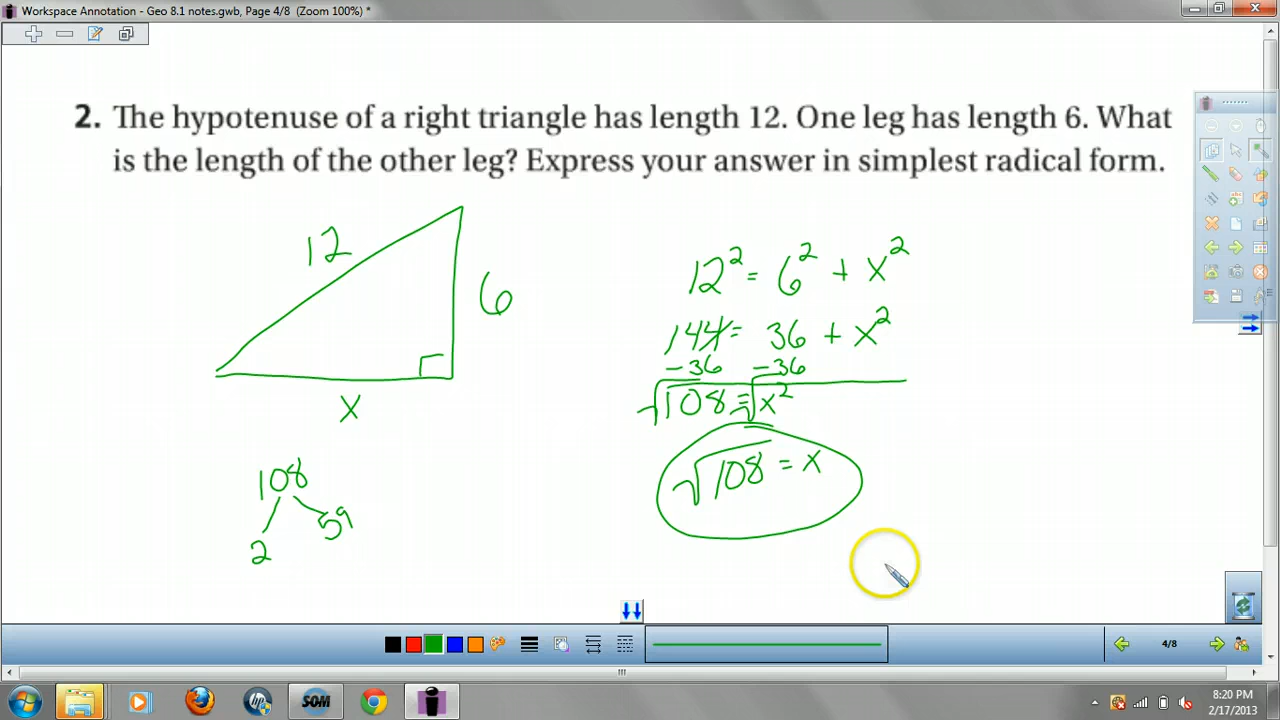 Workspace Annotation - Geo 8.1 notes.gwb, Page 4/8 (Zoom 100%) *
2. The hypotenuse of a right triangle has length 12. One leg has length 6. What
is the length of the other leg? Express your answer in simplest radical form.
12
6
x
12² = 6² + x²
144 = 36 + x²
-36 -36
√108 = √x²
√108 = x
108
2 59
4/8
hp
SOM
8:20 PM
2/17/2013